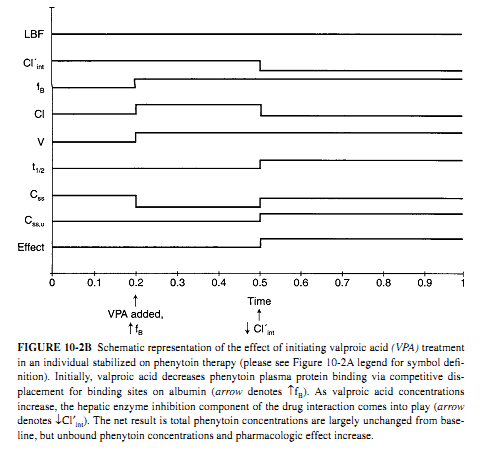 LBF
Cl'int
fB
Cl
V
t1/2
Css
Css,u
Effect
0 0.1 0.2 0.3 0.4 0.5 0.6 0.7 0.8 0.9 1
↑ Time
VPA added, ↑
↑fB ↓ Cl'int
FIGURE 10-2B Schematic representation of the effect of initiating valproic acid (VPA) treatment
in an individual stabilized on phenytoin therapy (please see Figure 10-2A legend for symbol defi-
nition). Initially, valproic acid decreases phenytoin plasma protein binding via competitive dis-
placement for binding sites on albumin (arrow denotes ↑fB). As valproic acid concentrations
increase, the hepatic enzyme inhibition component of the drug interaction comes into play (arrow
denotes ↓Cl'int). The net result is total phenytoin concentrations are largely unchanged from base-
line, but unbound phenytoin concentrations and pharmacologic effect increase.